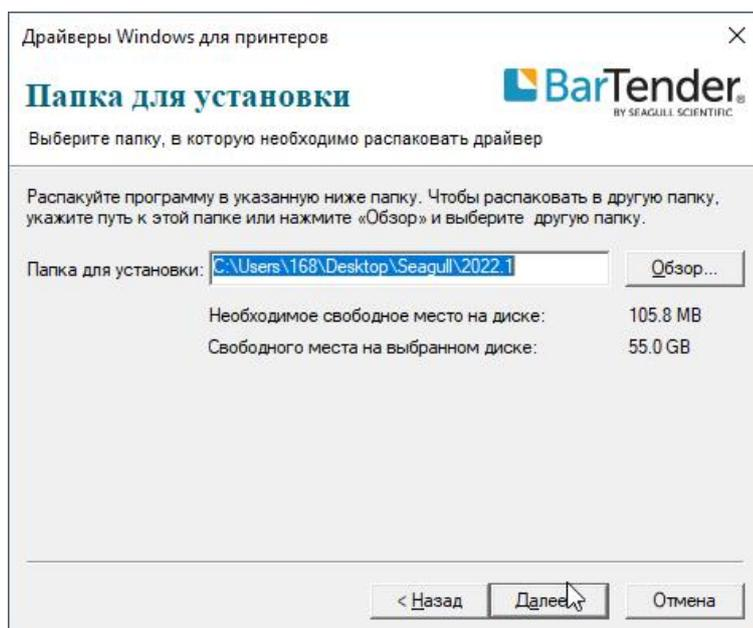 Драйверы Windows для принтеров
Папка для установки
BarTender®
BY SEAGULL SCIENTIFIC
Выберите папку, в которую необходимо распаковать драйвер
Распакуйте программу в указанную ниже папку. Чтобы распаковать в другую папку,
укажите путь к этой папке или нажмите «Обзор» и выберите другую папку.
Папка для установки: C:\Users\168\Desktop\Seagull\2022.1 Обзор...
Необходимое свободное место на диске: 105.8 MB
Свободного места на выбранном диске: 55.0 GB
< Назад Далее Отмена